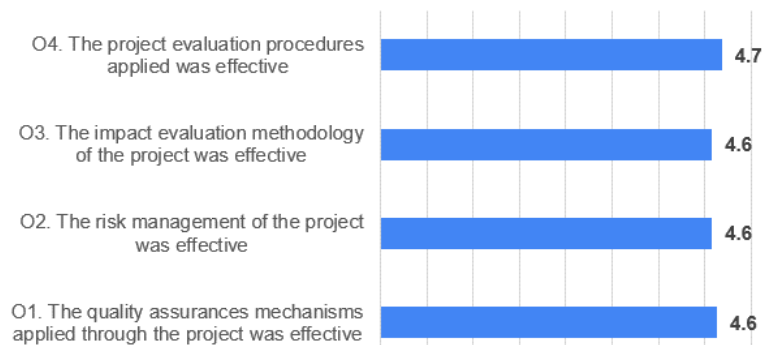 O4. The project evaluation procedures
applied was effective
4.7
O3. The impact evaluation methodology
of the project was effective
4.6
O2. The risk management of the project
was effective
4.6
O1. The quality assurances mechanisms
applied through the project was effective
4.6